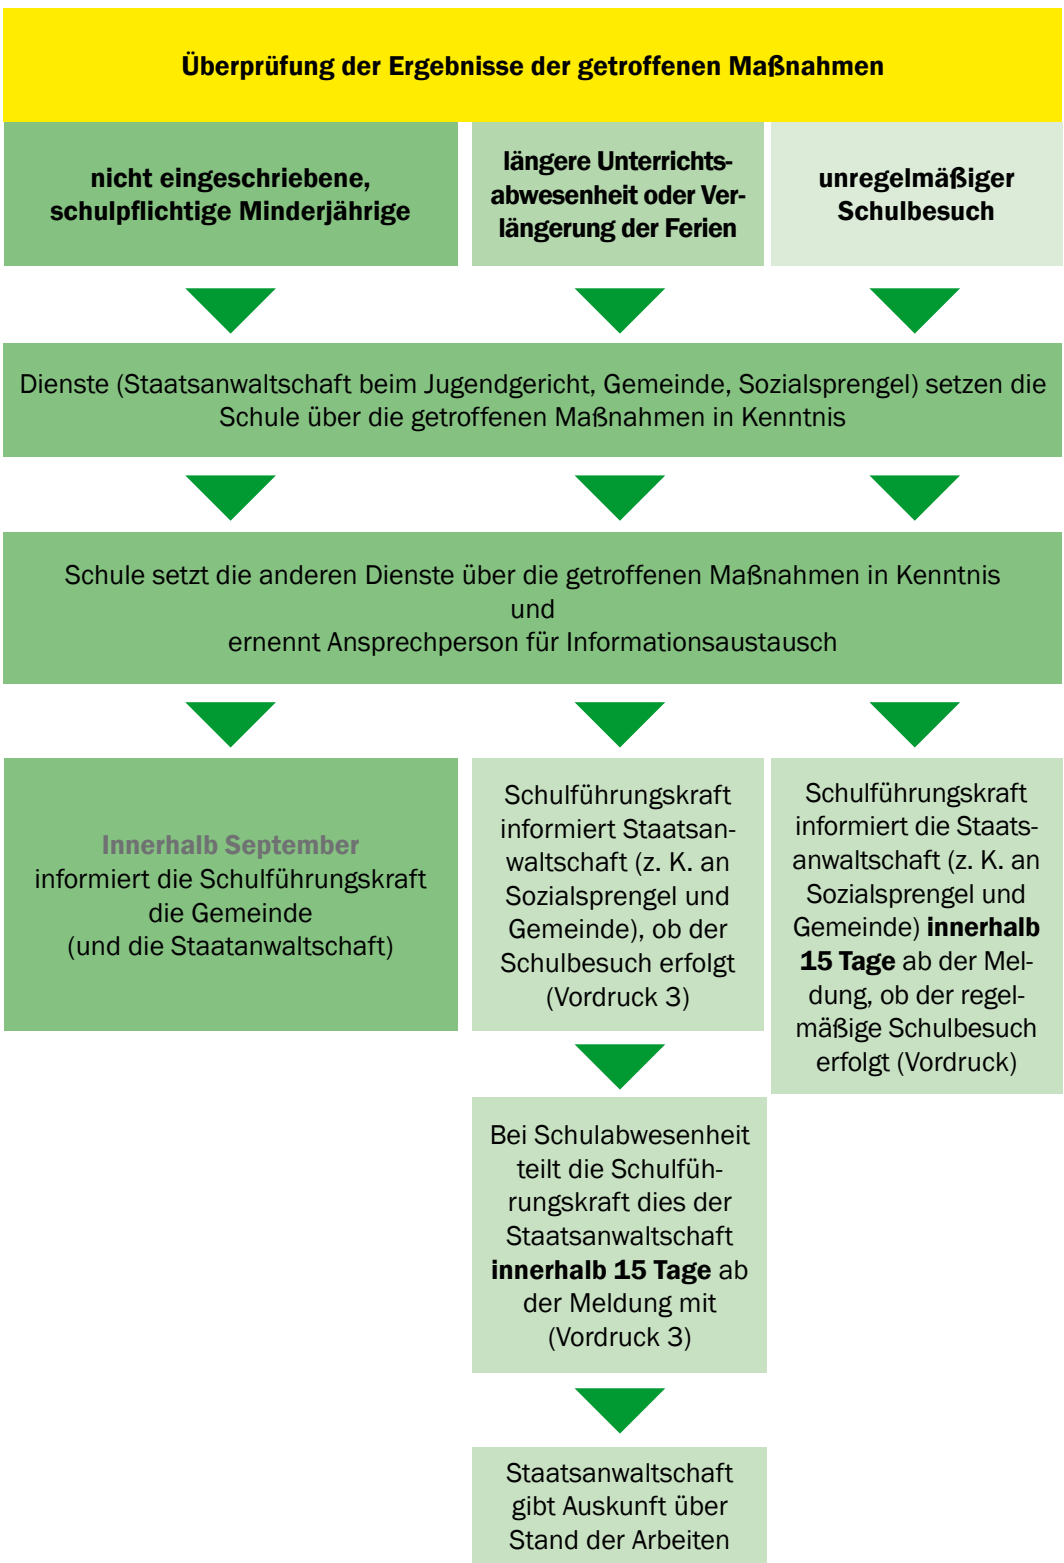 Überprüfung der Ergebnisse der getroffenen Maßnahmen
nicht eingeschriebene,
schulpflichtige Minderjährige
längere Unterrichts-
abwesenheit oder Ver-
längerung der Ferien
unregelmäßiger
Schulbesuch
Dienste (Staatsanwaltschaft beim Jugendgericht, Gemeinde, Sozialsprengel) setzen die
Schule über die getroffenen Maßnahmen in Kenntnis
Schule setzt die anderen Dienste über die getroffenen Maßnahmen in Kenntnis
und
ernennt Ansprechperson für Informationsaustausch
Innerhalb September
informiert die Schulführungskraft
die Gemeinde
(und die Staatanwaltschaft)
Schulführungskraft
informiert Staatsan-
waltschaft (z. K. an
Sozialsprengel und
Gemeinde), ob der
Schulbesuch erfolgt
(Vordruck 3)
Schulführungskraft
informiert die Staats-
anwaltschaft (z. K. an
Sozialsprengel und
Gemeinde) innerhalb
15 Tage ab der Mel-
dung, ob der regel-
mäßige Schulbesuch
erfolgt (Vordruck)
Bei Schulabwesenheit
teilt die Schulfüh-
rungskraft dies der
Staatsanwaltschaft
innerhalb 15 Tage ab
der Meldung mit
(Vordruck 3)
Staatsanwaltschaft
gibt Auskunft über
Stand der Arbeiten